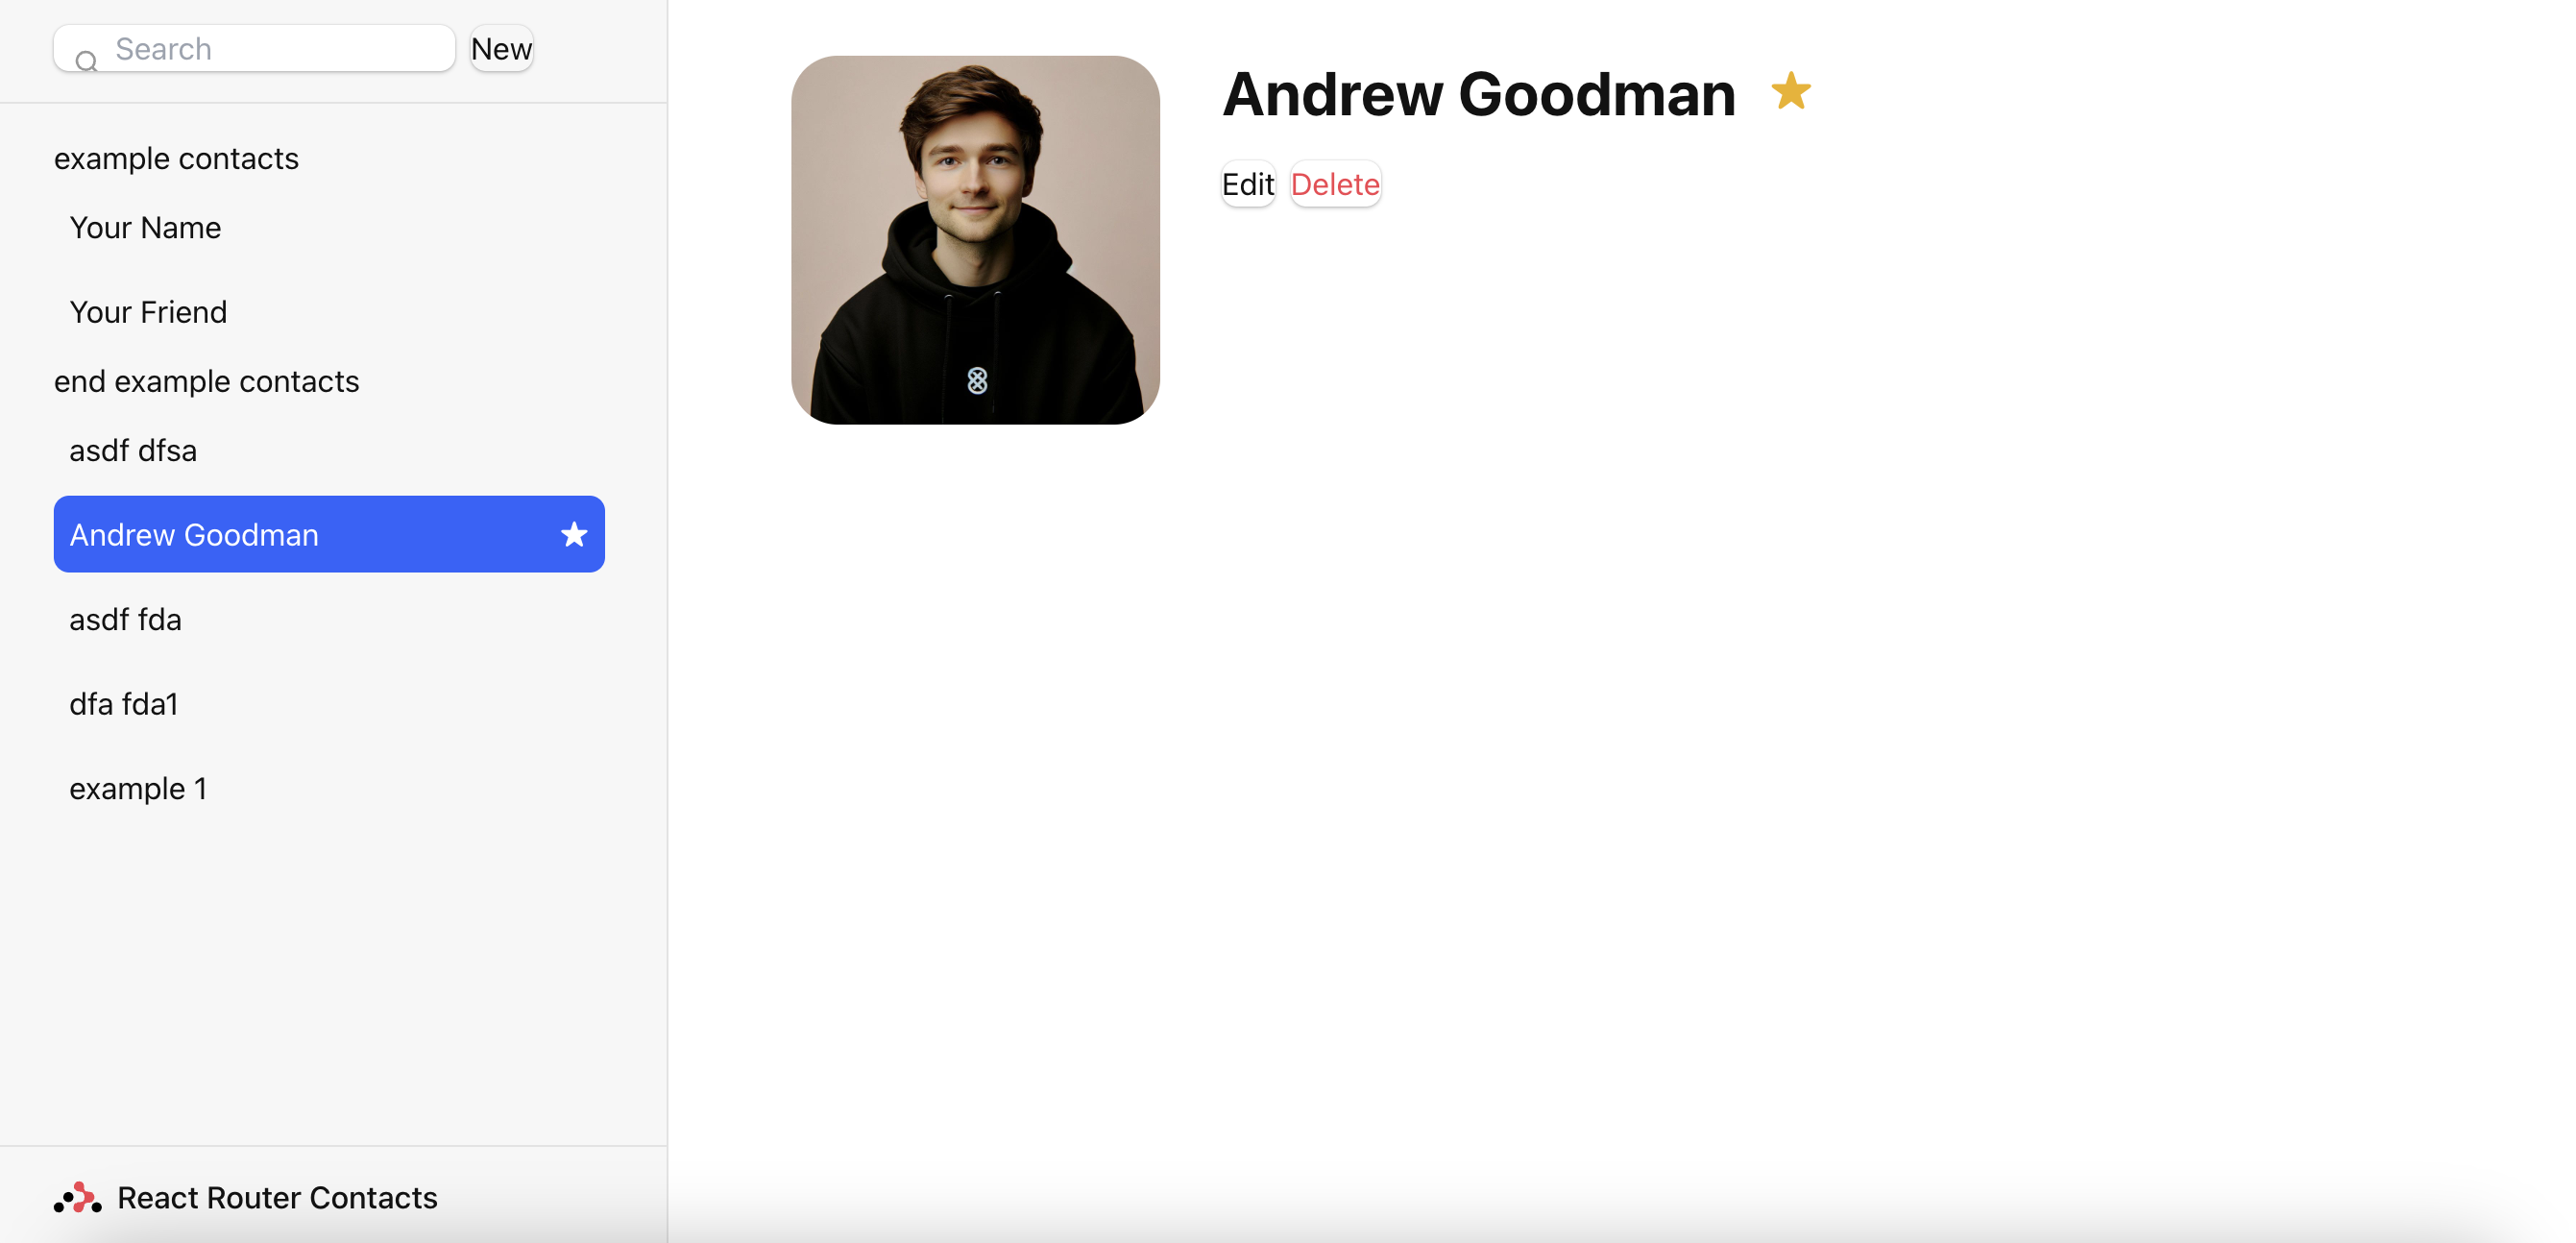 Search
New
example contacts
Your Name
Your Friend
end example contacts
asdf dfsa
Andrew Goodman
asdf fda
dfa fda1
example 1
React Router Contacts
Andrew Goodman
Edit
Delete